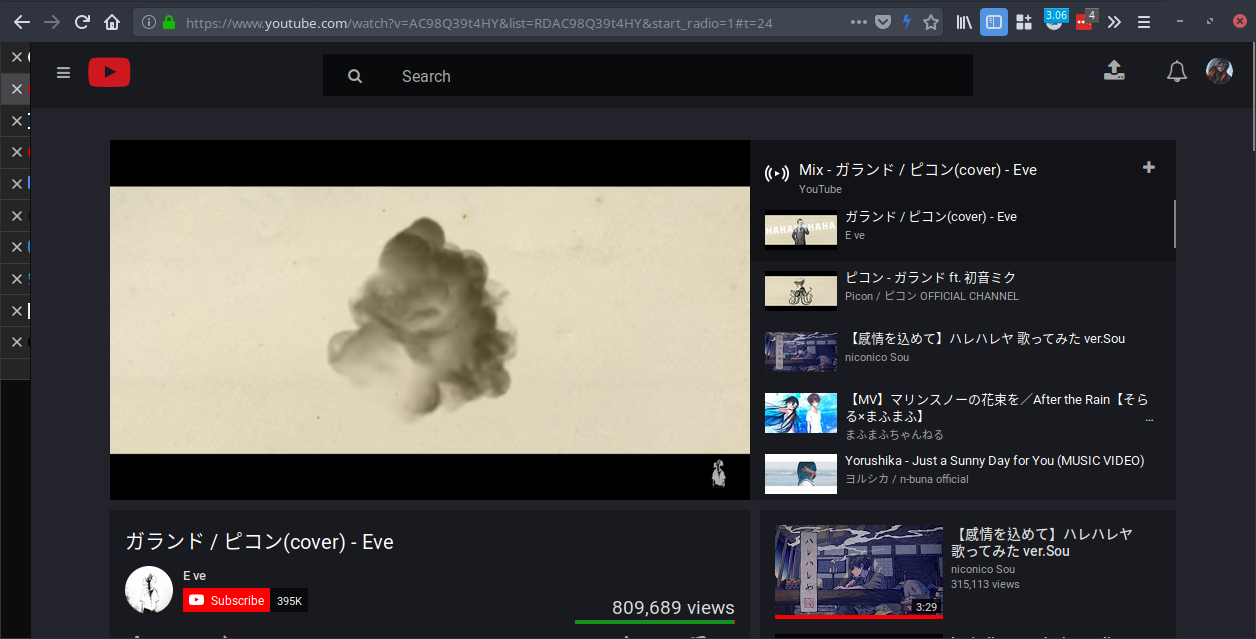 https://www.youtube.com/watch?v=AC98Q39t4HY&list=RDAC98Q39t4HY&start_radio=1#t=24
3.06
4
Search
Mix - ガランド / ピコン(cover) - Eve
YouTube
HAHAHAHAHA
ガランド / ピコン(cover) - Eve
E ve
ピコン - ガランド ft. 初音ミク
Picon / ピコン OFFICIAL CHANNEL
【感情を込めて】ハレハレヤ 歌ってみた ver.Sou
niconico Sou
【MV】マリンスノーの花束を／After the Rain【そら
る×まふまふ】
...
まふまふちゃんねる
Yorushika - Just a Sunny Day for You (MUSIC VIDEO)
ヨルシカ / n-buna official
ガランド / ピコン(cover) - Eve
E ve
Subscribe 395K
809,689 views
ハレハレヤ
3:29
【感情を込めて】ハレハレヤ
歌ってみた ver.Sou
niconico Sou
315,113 views